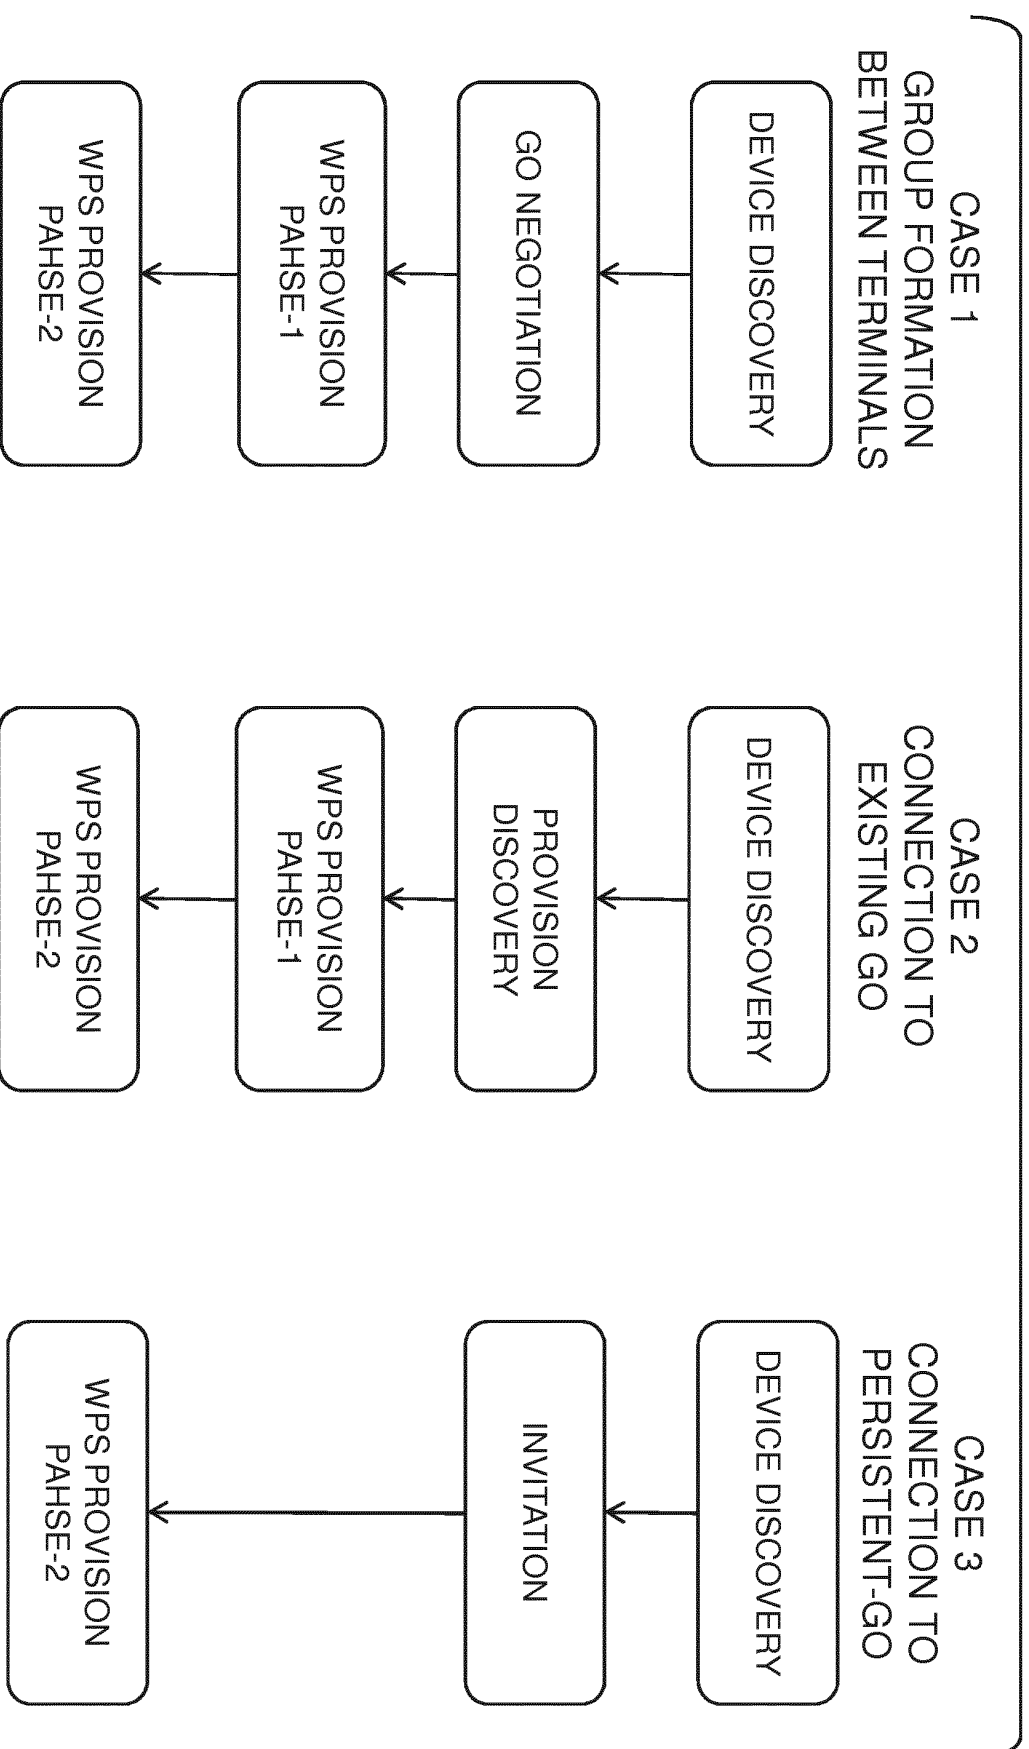 CASE 1
GROUP FORMATION
BETWEEN TERMINALS
DEVICE DISCOVERY
GO NEGOTIATION
WPS PROVISION
PAHSE-1
WPS PROVISION
PAHSE-2
CASE 2
CONNECTION TO
EXISTING GO
DEVICE DISCOVERY
PROVISION
DISCOVERY
WPS PROVISION
PAHSE-1
WPS PROVISION
PAHSE-2
CASE 3
CONNECTION TO
PERSISTENT-GO
DEVICE DISCOVERY
INVITATION
WPS PROVISION
PAHSE-2